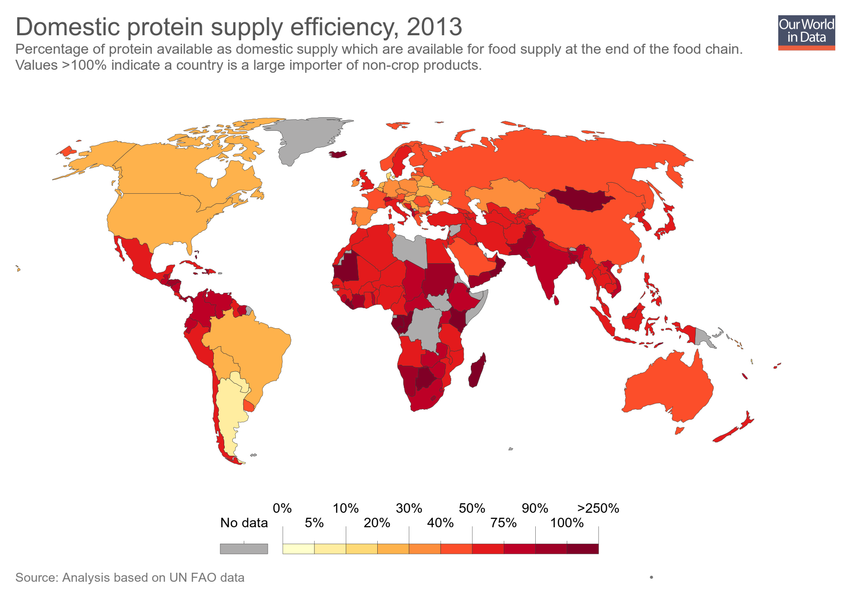 Domestic protein supply efficiency, 2013
Our World
in Data
Percentage of protein available as domestic supply which are available for food supply at the end of the food chain.
Values >100% indicate a country is a large importer of non-crop products.
0% 10% 30% 50% 90% >250%
No data 5% 20% 40% 75% 100%
Source: Analysis based on UN FAO data